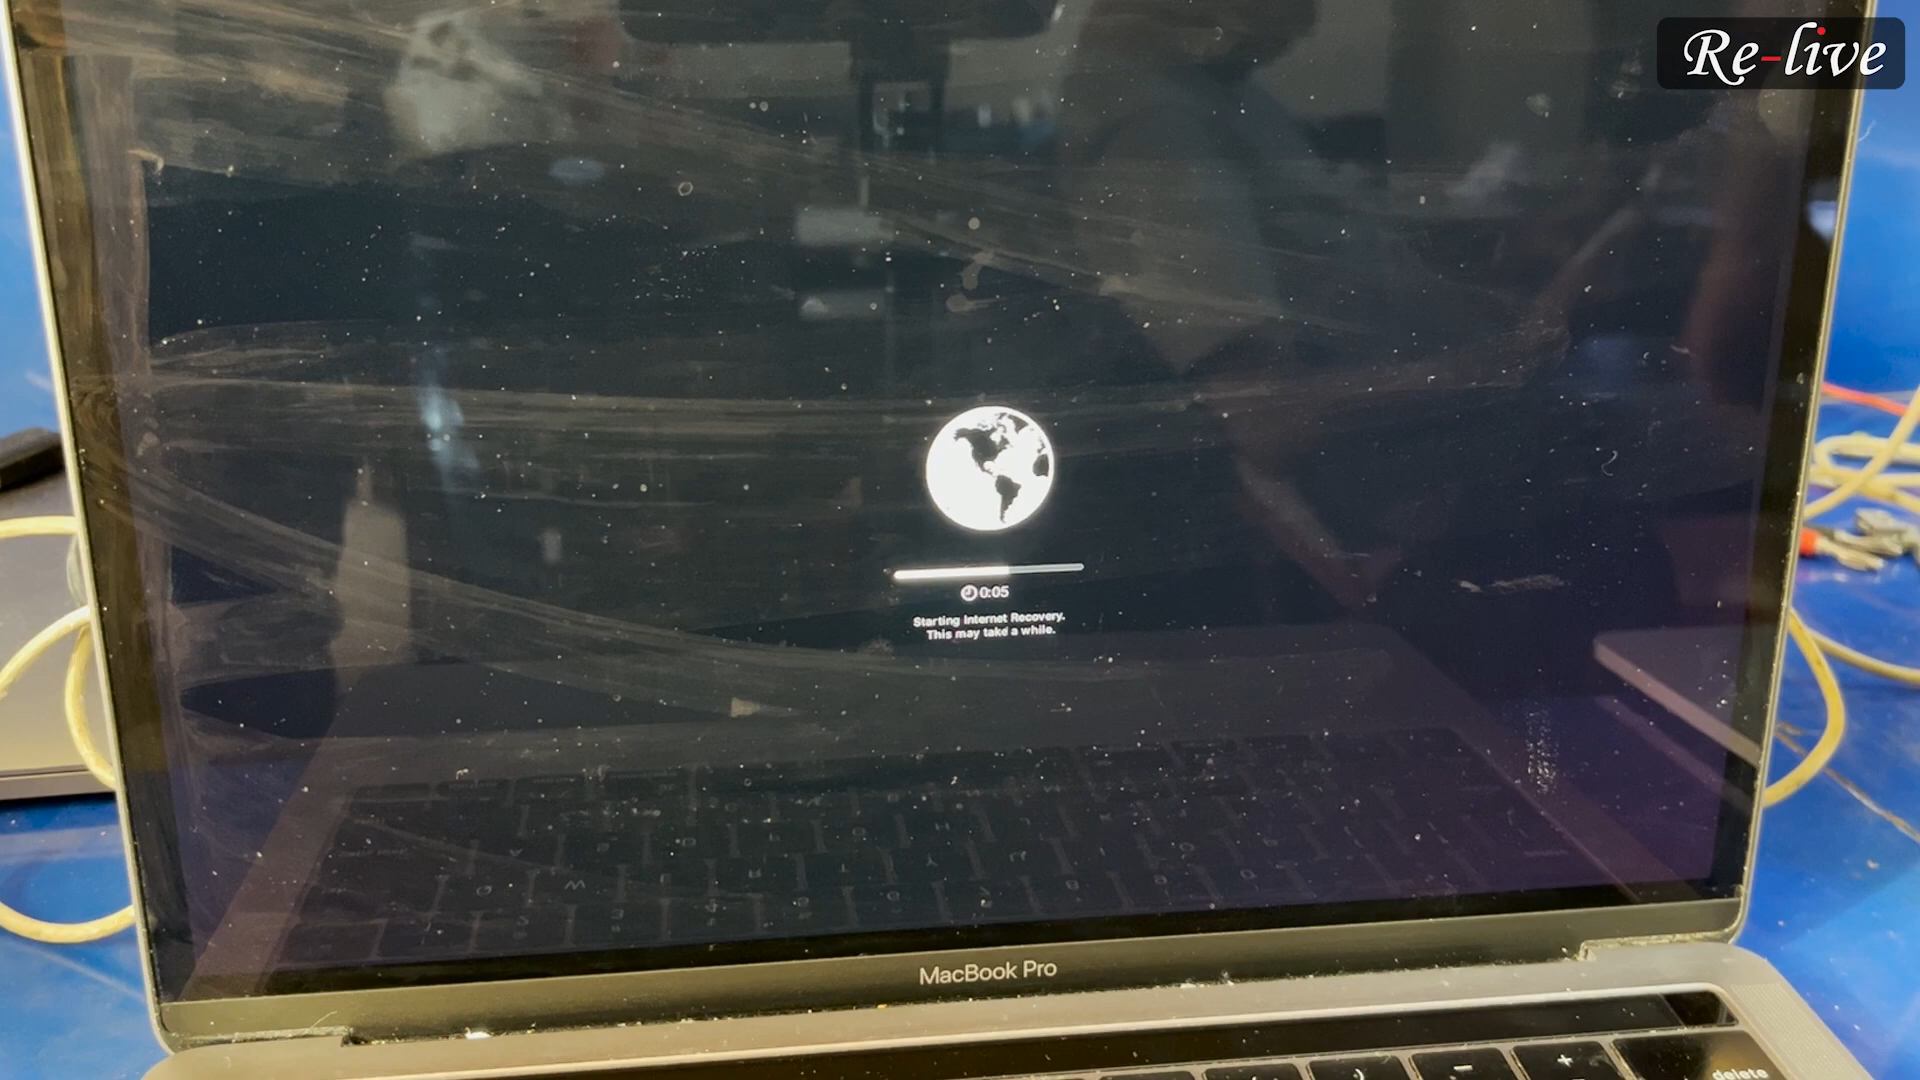 Re-live
0:05
Starting Internet Recovery.
This may take a while.
MacBook Pro
delete